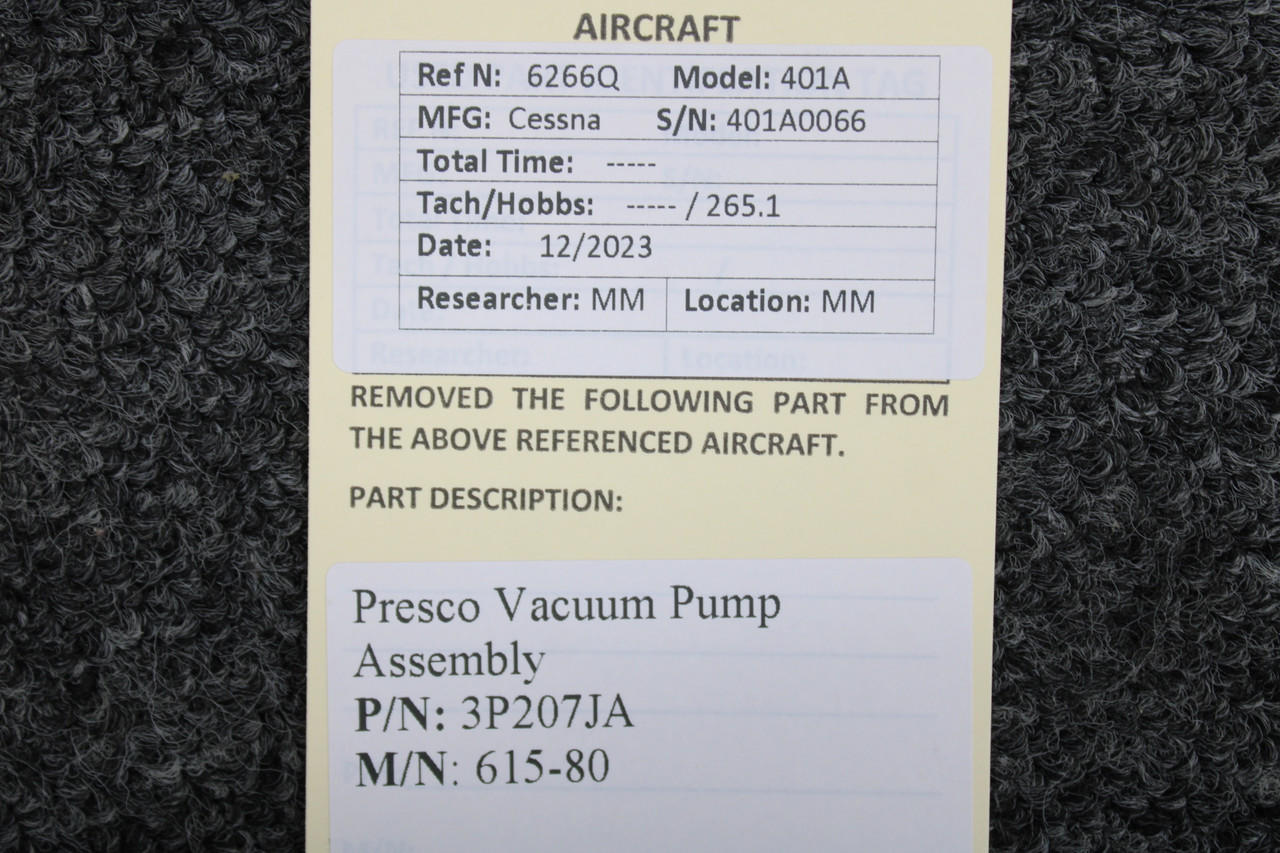 AIRCRAFT
Ref N: 6266Q Model: 401A
MFG: Cessna S/N: 401A0066
Total Time: -----
Tach/Hobbs: ----- / 265.1
Date: 12/2023
Researcher: MM Location: MM
REMOVED THE FOLLOWING PART FROM
THE ABOVE REFERENCED AIRCRAFT.
PART DESCRIPTION:
Presco Vacuum Pump
Assembly
P/N: 3P207JA
M/N: 615-80